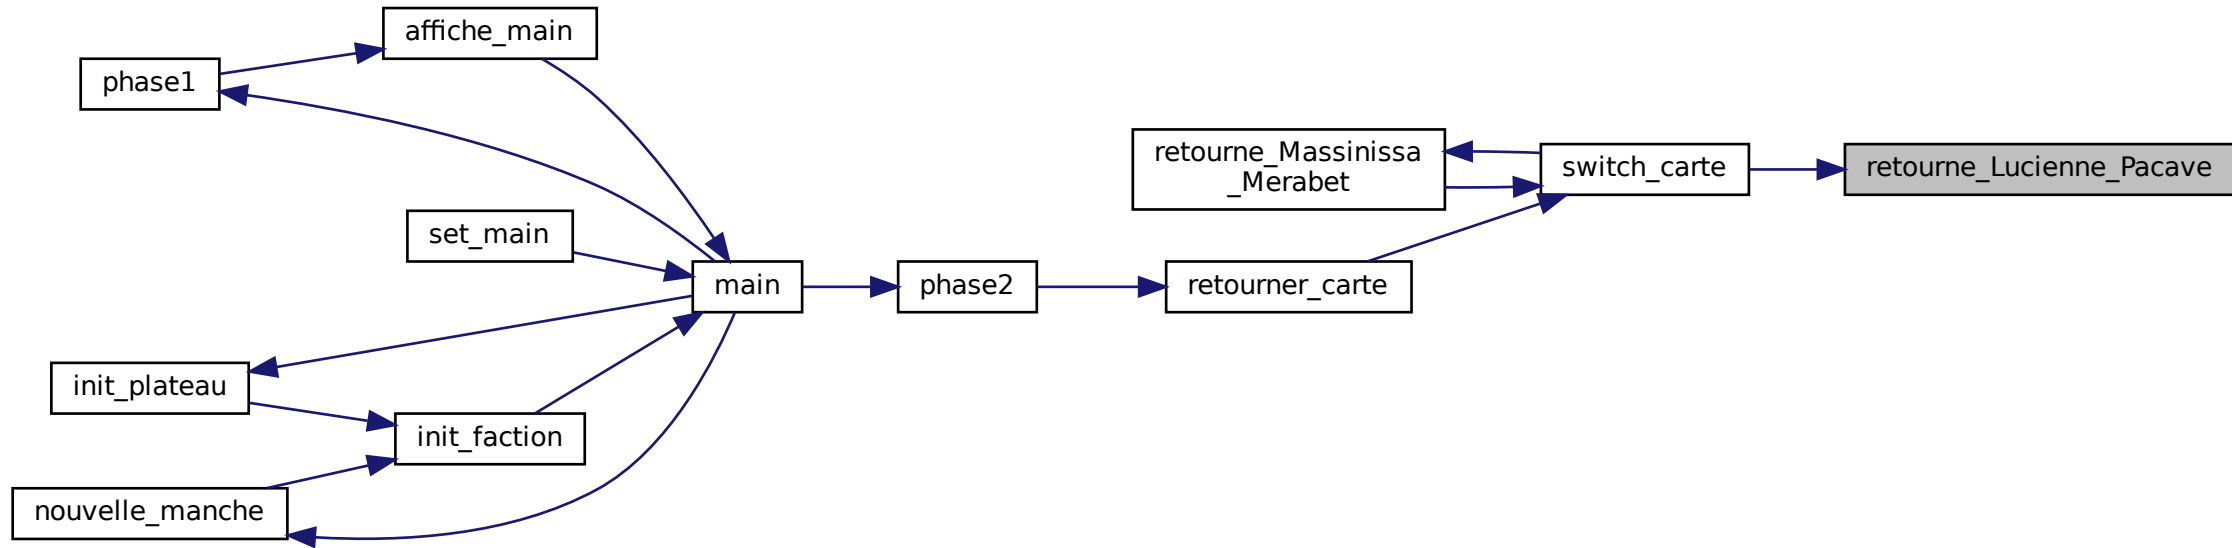 affiche_main
phase1
retourne_Massinissa
_Merabet
switch_carte
retourne_Lucienne_Pacave
set_main
main
phase2
retourner_carte
init_plateau
init_faction
nouvelle_manche